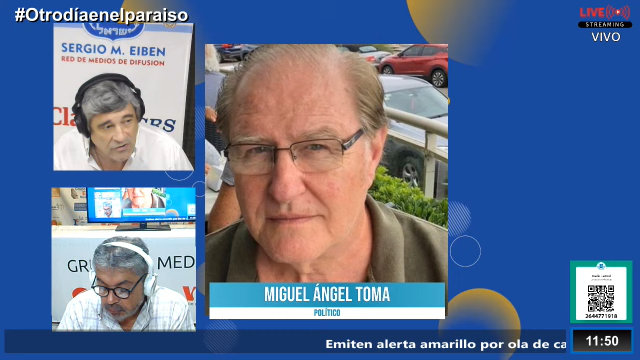 #Otrodíaenelparaiso
LIVE
STREAMING
VIVO
SERGIO M. EIBEN
RED DE MEDIOS DE DIFUSION
MIGUEL ÁNGEL TOMA
POLÍTICO
2644771918
Emiten alerta amarillo por ola de ca
11:50